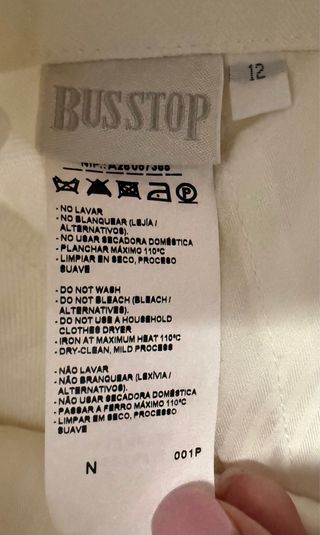 BUS STOP
12
- NO LAVAR
- NO BLANQUEAR (LEJÍA /
ALTERNATIVOS).
- NO USAR SECADORA DOMÉSTICA
- PLANCHAR MÁXIMO 110ºC
- LIMPIAR EN SECO, PROCESO
SUAVE
- DO NOT WASH
- DO NOT BLEACH (BLEACH /
ALTERNATIVES)
- DO NOT USE A HOUSEHOLD
CLOTHES DRYER
- IRON AT MAXIMUM HEAT 110ºC
- DRY-CLEAN, MILD PROCESS
- NÃO LAVAR
- NÃO BRANQUEAR (LEXÍVIA /
ALTERNATIVAS).
- NÃO USAR SECADORA DOMÉSTICA
- PASSAR A FERRO MÁXIMO 110ºC
- LIMPAR EM SECO, PROCESSO
SUAVE
N 001P